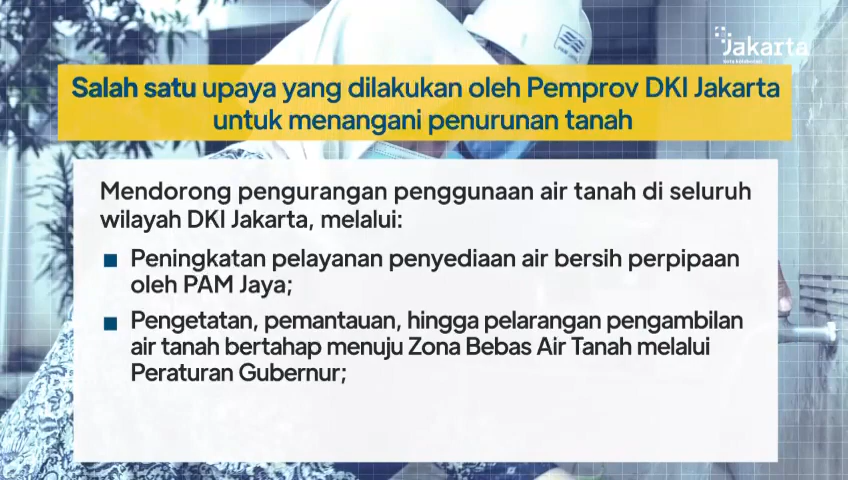 Jakarta
Salah satu upaya yang dilakukan oleh Pemprov DKI Jakarta
untuk menangani penurunan tanah
Mendorong pengurangan penggunaan air tanah di seluruh
wilayah DKI Jakarta, melalui:
■ Peningkatan pelayanan penyediaan air bersih perpipaan
oleh PAM Jaya;
■ Pengetatan, pemantauan, hingga pelarangan pengambilan
air tanah bertahap menuju Zona Bebas Air Tanah melalui
Peraturan Gubernur;